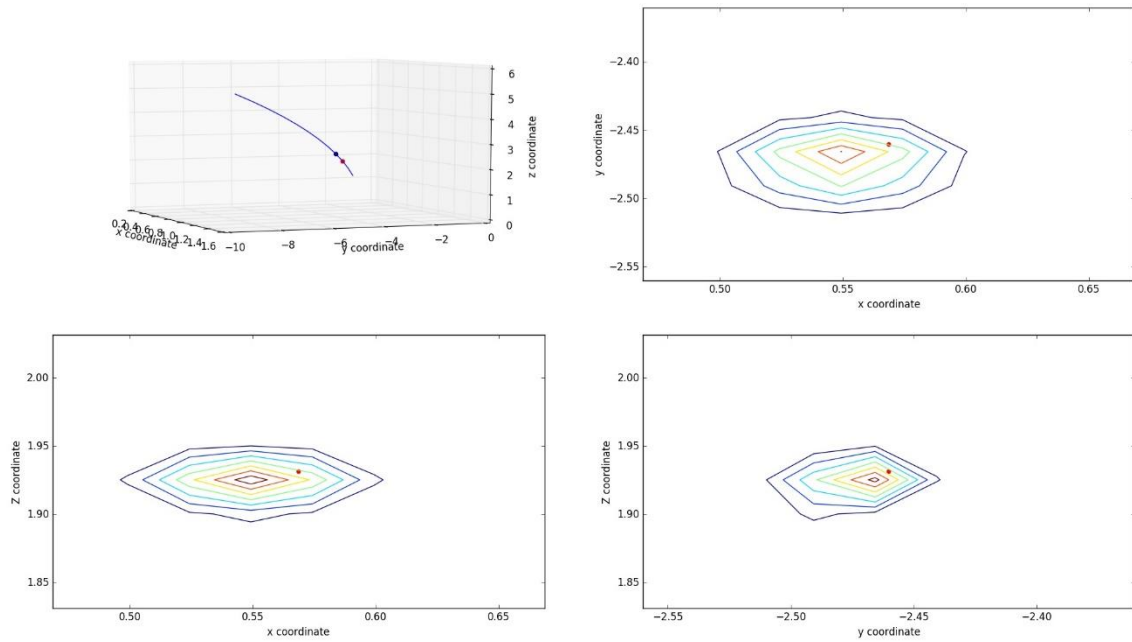 6
5
4
3
2
1
0
z coordinate
0.2 0.4 0.6 0.8 1.0 1.2 1.4 1.6
x coordinate
−10 −8 −6 −4 −2 0
y coordinate
−2.40
−2.45
−2.50
−2.55
y coordinate
0.50 0.55 0.60 0.65
x coordinate
2.00
1.95
1.90
1.85
Z coordinate
0.50 0.55 0.60 0.65
x coordinate
2.00
1.95
1.90
1.85
Z coordinate
−2.55 −2.50 −2.45 −2.40
y coordinate